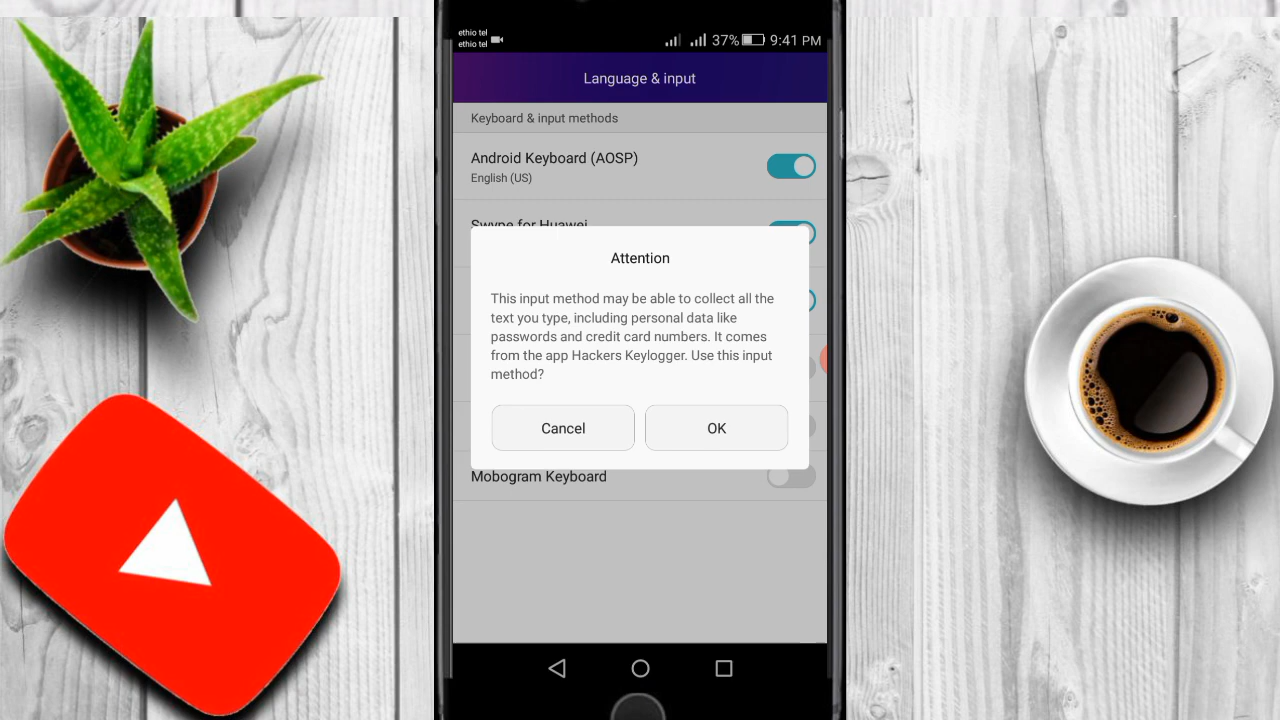 ethio tel
ethio tel
37% 9:41 PM
Language & input
Keyboard & input methods
Android Keyboard (AOSP)
English (US)
Swype for Huawei
Attention
This input method may be able to collect all the
text you type, including personal data like
passwords and credit card numbers. It comes
from the app Hackers Keylogger. Use this input
method?
Cancel OK
Mobogram Keyboard